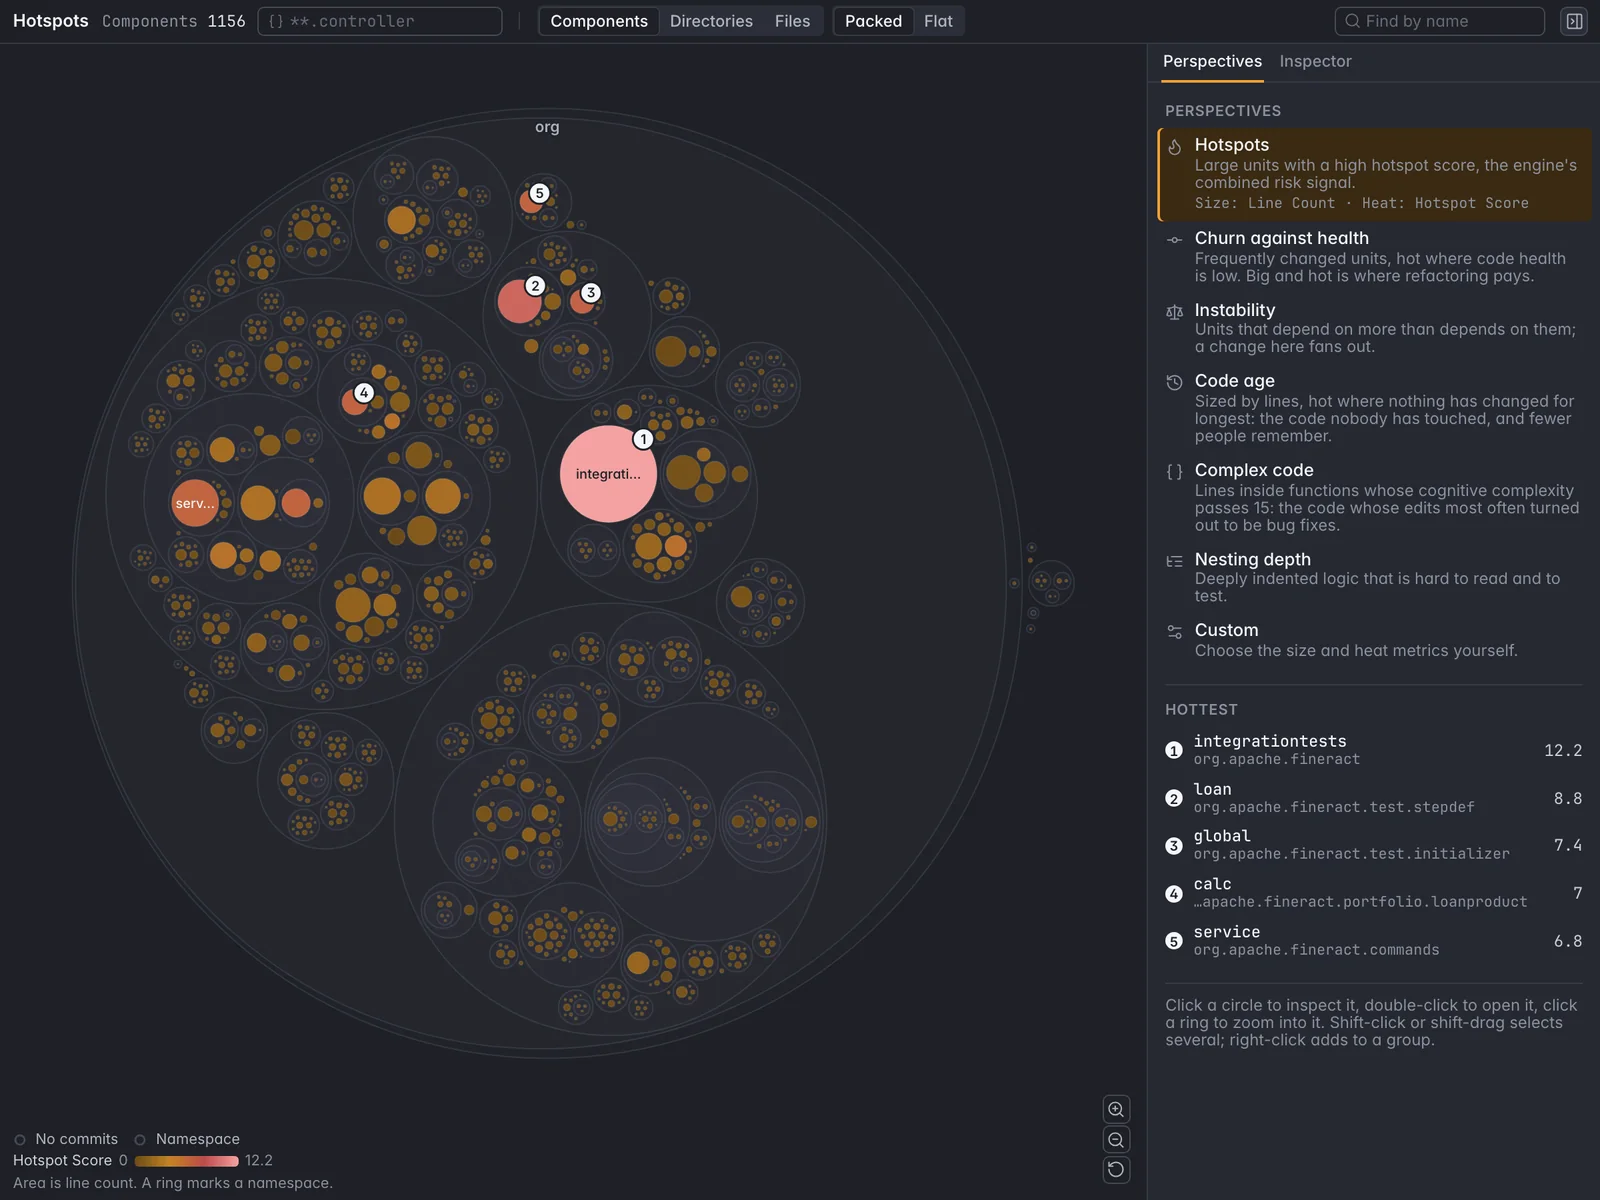 Hotspots Components 1156 {} **.controller Components Directories Files Packed Flat Find by name
Perspectives Inspector
PERSPECTIVES
Hotspots
Large units with a high hotspot score, the engine's
combined risk signal.
Size: Line Count · Heat: Hotspot Score
Churn against health
Frequently changed units, hot where code health
is low. Big and hot is where refactoring pays.
Instability
Units that depend on more than depends on them;
a change here fans out.
Code age
Sized by lines, hot where nothing has changed for
longest: the code nobody has touched, and fewer
people remember.
Complex code
Lines inside functions whose cognitive complexity
passes 15: the code whose edits most often turned
out to be bug fixes.
Nesting depth
Deeply indented logic that is hard to read and to
test.
Custom
Choose the size and heat metrics yourself.
HOTTEST
1 integrationtests 12.2
org.apache.fineract
2 loan 8.8
org.apache.fineract.test.stepdef
3 global 7.4
org.apache.fineract.test.initializer
4 calc 7
…apache.fineract.portfolio.loanproduct
5 service 6.8
org.apache.fineract.commands
Click a circle to inspect it, double-click to open it, click
a ring to zoom into it. Shift-click or shift-drag selects
several; right-click adds to a group.
org
5
2
3
4
1
integrati...
serv...
No commits Namespace
Hotspot Score 0 12.2
Area is line count. A ring marks a namespace.